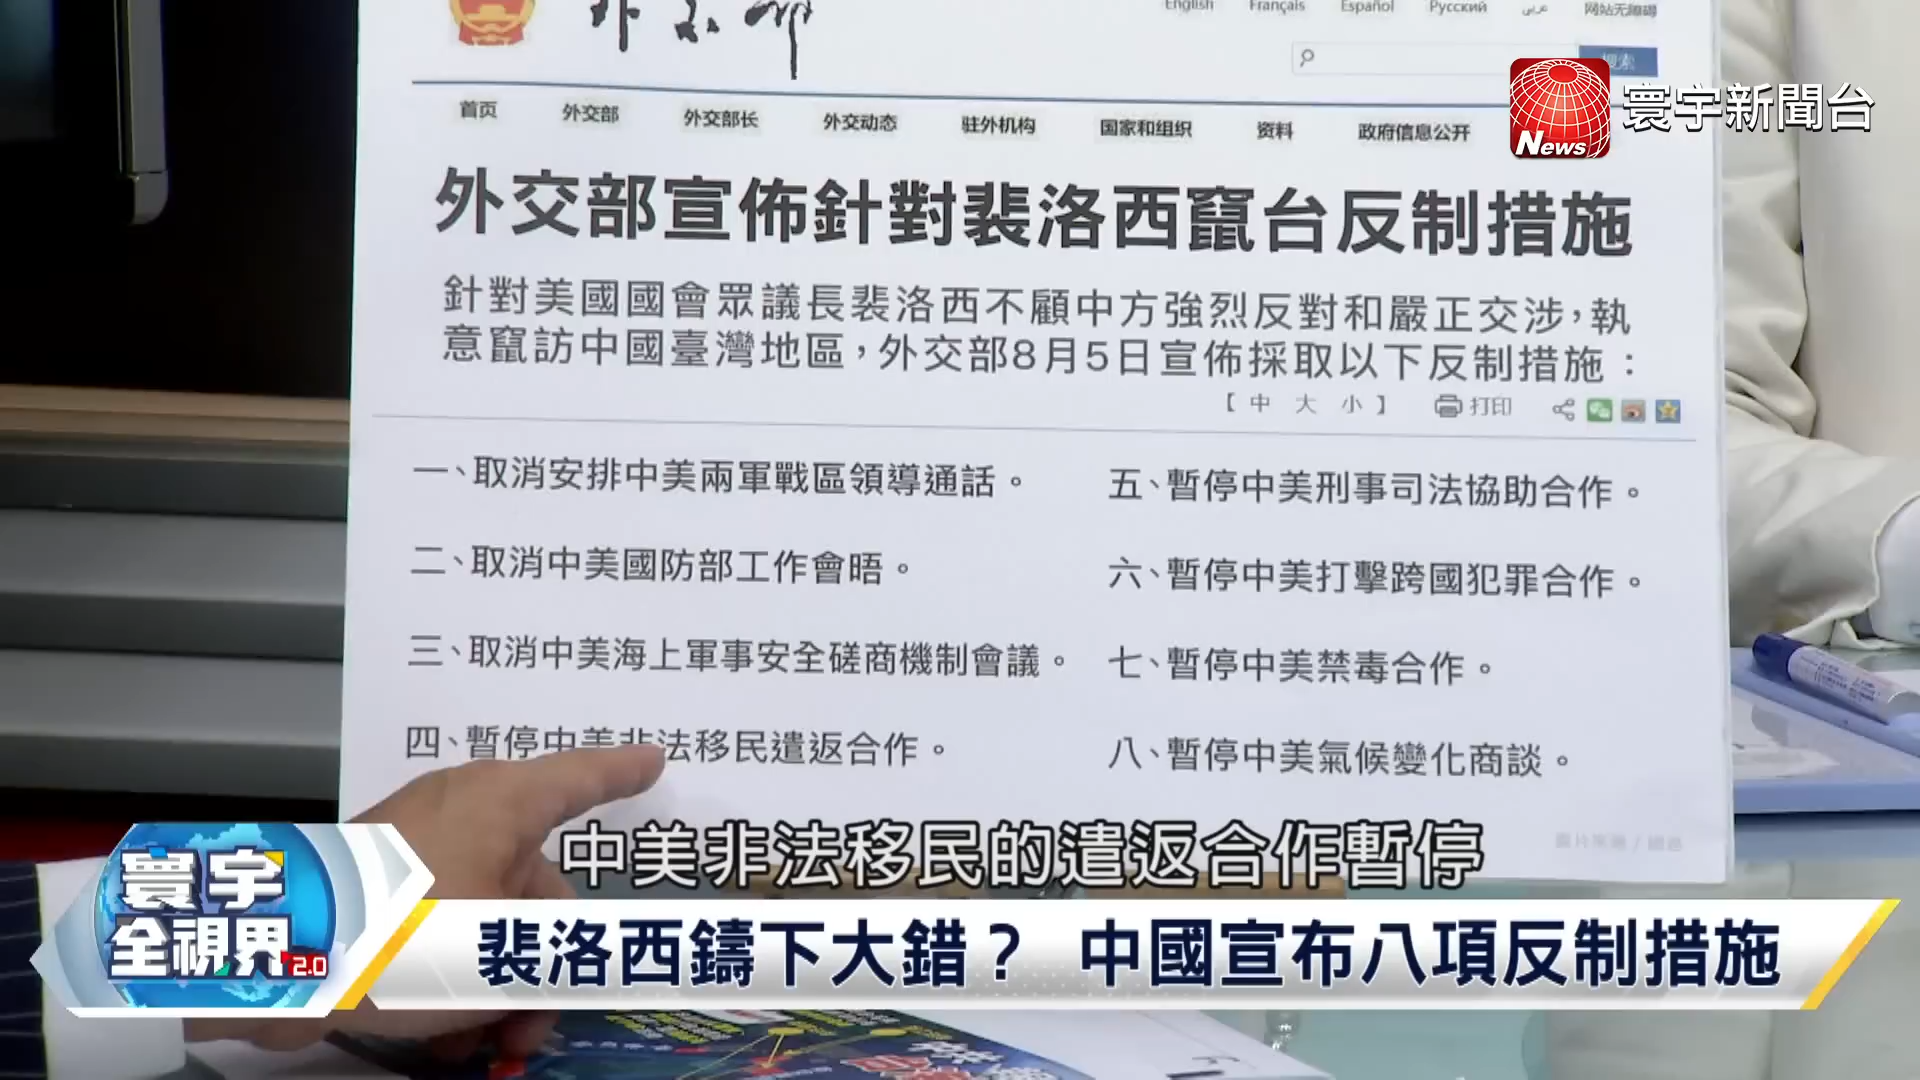 English Français Español Русский عربي 网站无障碍
搜索
News
寰宇新聞台
首页 外交部 外交部长 外交动态 驻外机构 国家和组织 资料 政府信息公开
外交部宣佈針對裴洛西竄台反制措施
針對美國國會眾議長裴洛西不顧中方強烈反對和嚴正交涉，執
意竄訪中國臺灣地區，外交部8月5日宣佈採取以下反制措施：
【 中 大 小 】 打印
一、取消安排中美兩軍戰區領導通話。
二、取消中美國防部工作會晤。
三、取消中美海上軍事安全磋商機制會議。
四、暫停中美非法移民遣返合作。
五、暫停中美刑事司法協助合作。
六、暫停中美打擊跨國犯罪合作。
七、暫停中美禁毒合作。
八、暫停中美氣候變化商談。
中美非法移民的遣返合作暫停
寰宇
全視界2.0
裴洛西鑄下大錯？ 中國宣布八項反制措施